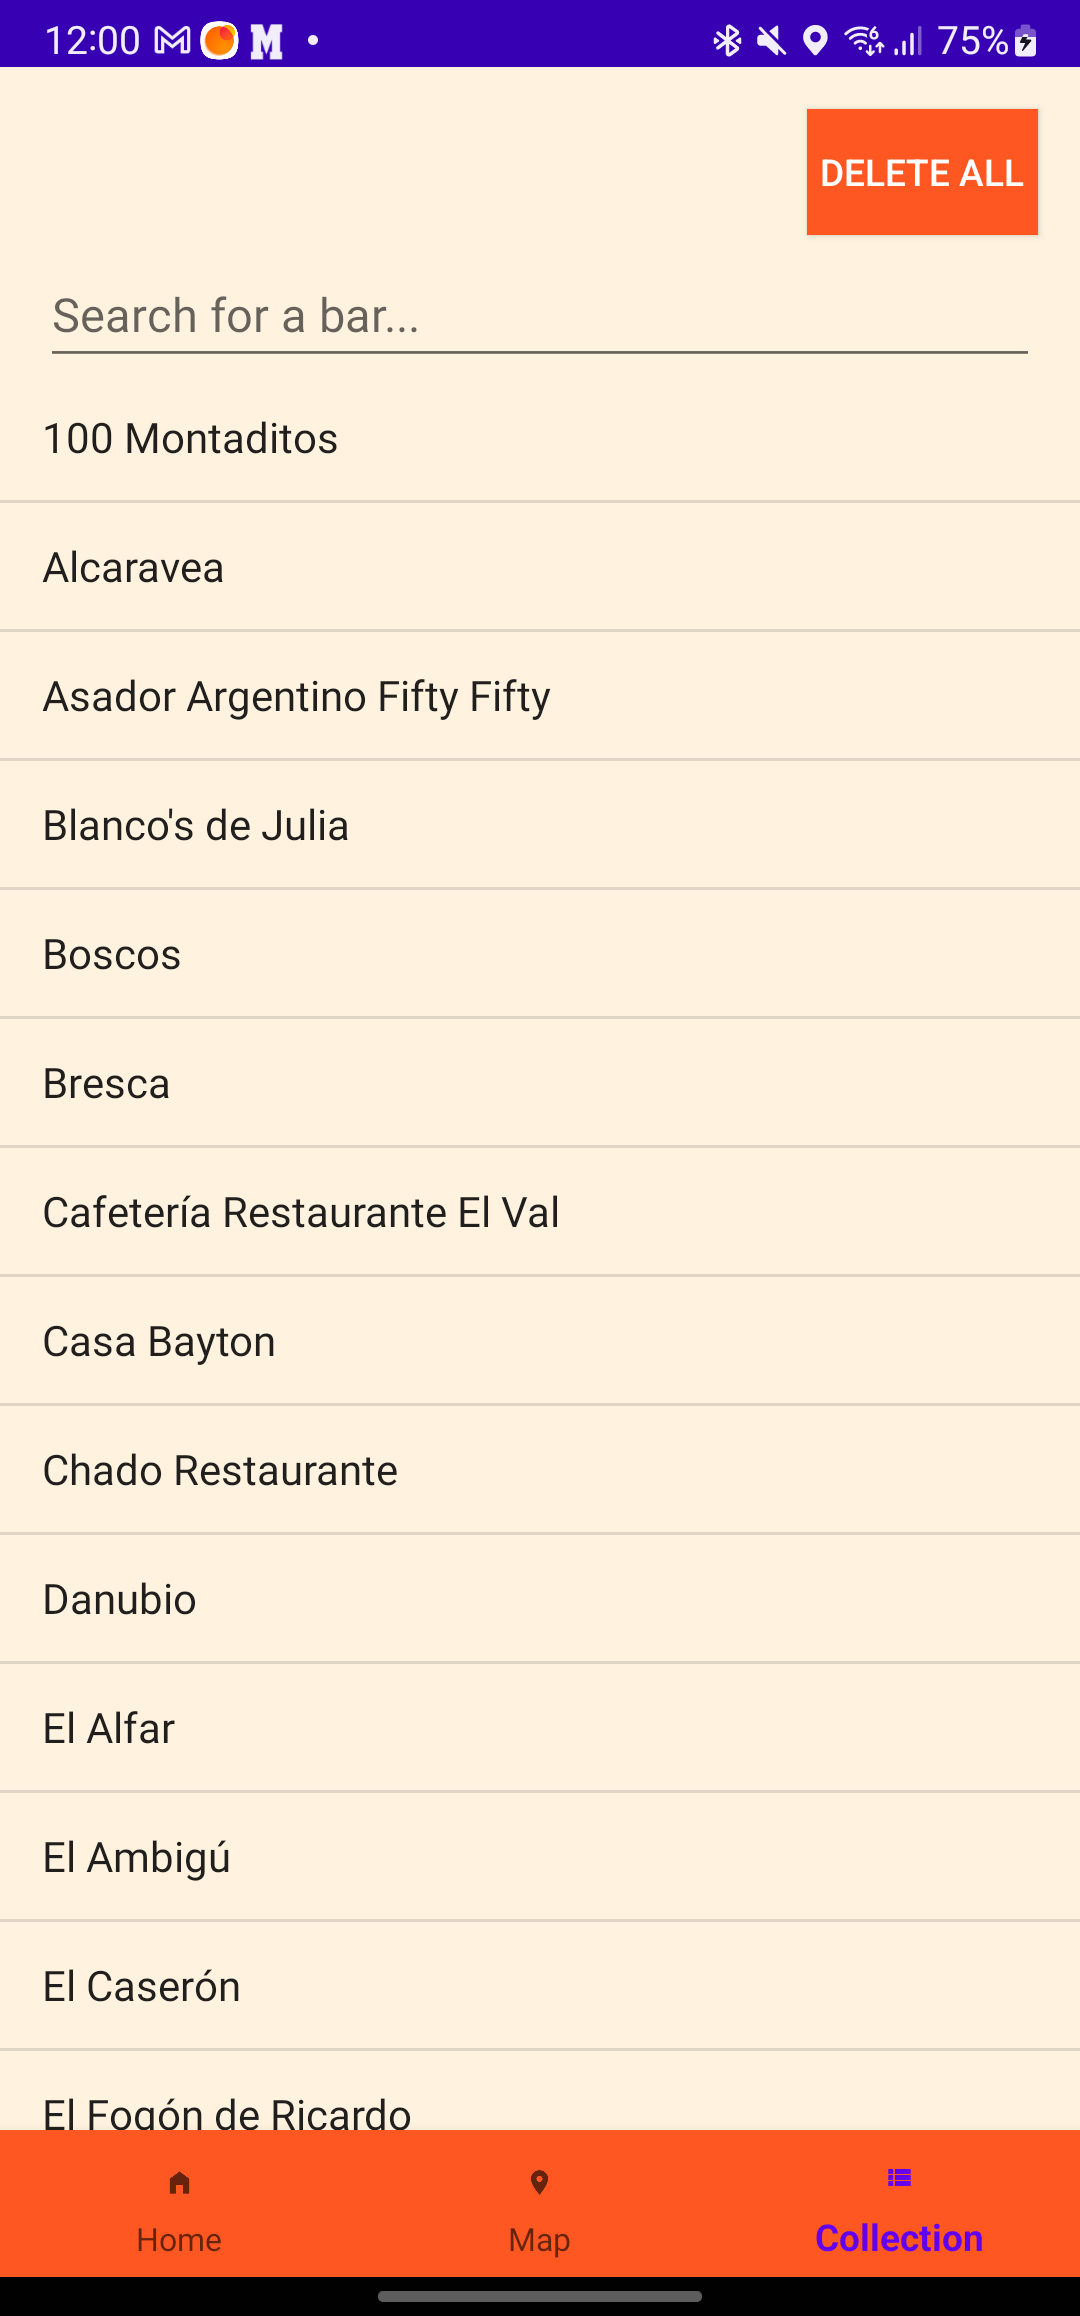 12:00
75%
DELETE ALL
Search for a bar...
100 Montaditos
Alcaravea
Asador Argentino Fifty Fifty
Blanco's de Julia
Boscos
Bresca
Cafetería Restaurante El Val
Casa Bayton
Chado Restaurante
Danubio
El Alfar
El Ambigú
El Caserón
El Fogón de Ricardo
Home
Map
Collection